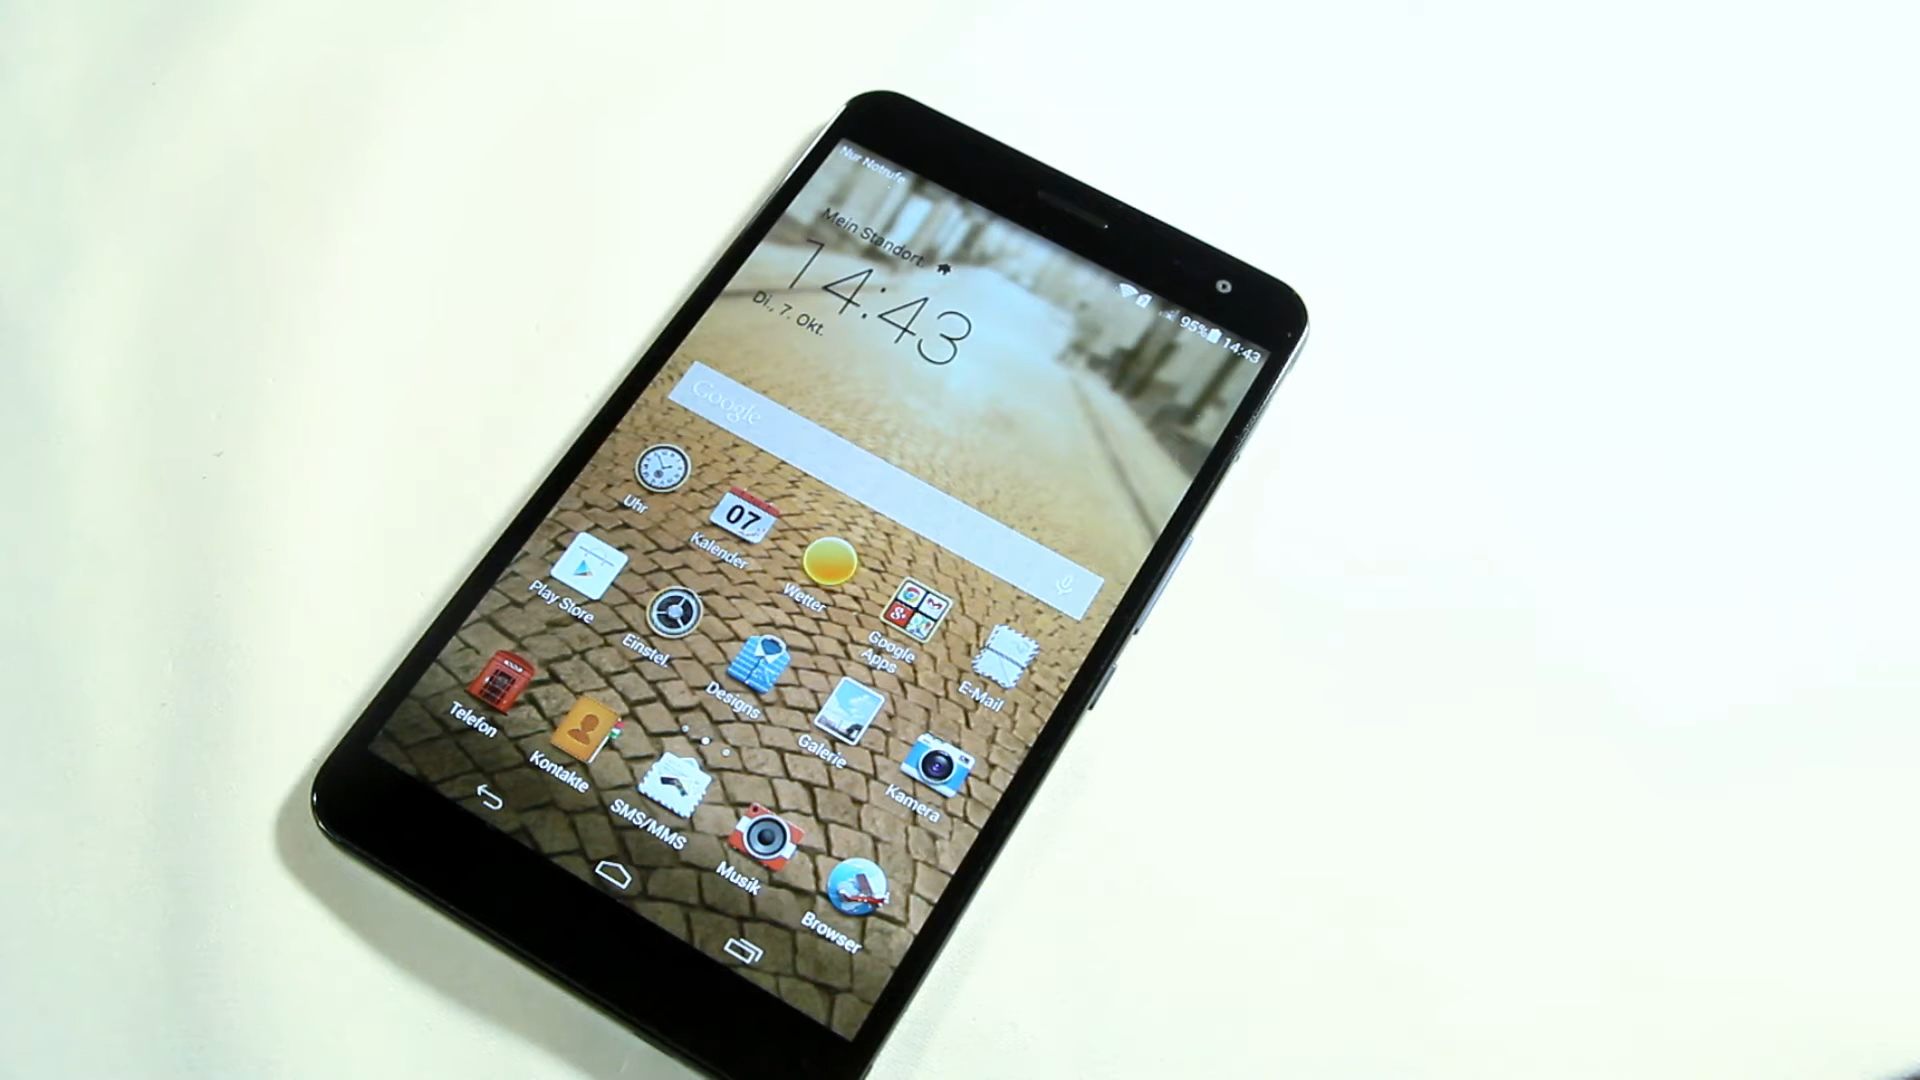 Nur Notrufe
95% 14:43
Mein Standort
14:43
Di., 7. Okt.
Google
Uhr
07
Kalender
Wetter
Google
Apps
E-Mail
Play Store
Einstel.
Designs
Galerie
Kamera
Telefon
Kontakte
SMS/MMS
Musik
Browser